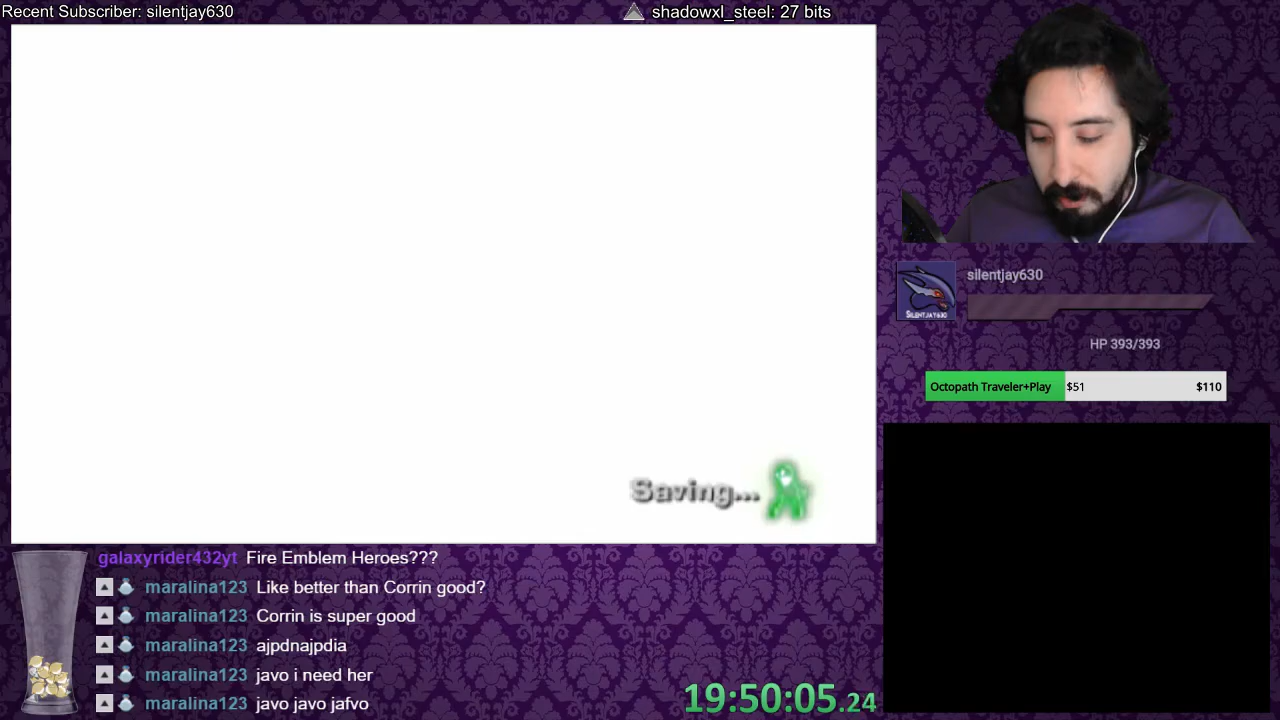 Recent Subscriber: silentjay630
shadowxl_steel: 27 bits
silentjay630
SILENTJAY630
HP 393/393
Octopath Traveler+Play $51 $110
Saving...
galaxyrider432yt Fire Emblem Heroes???
maralina123 Like better than Corrin good?
maralina123 Corrin is super good
maralina123 ajpdnajpdia
maralina123 javo i need her
maralina123 javo javo jafvo
19:50:05.24